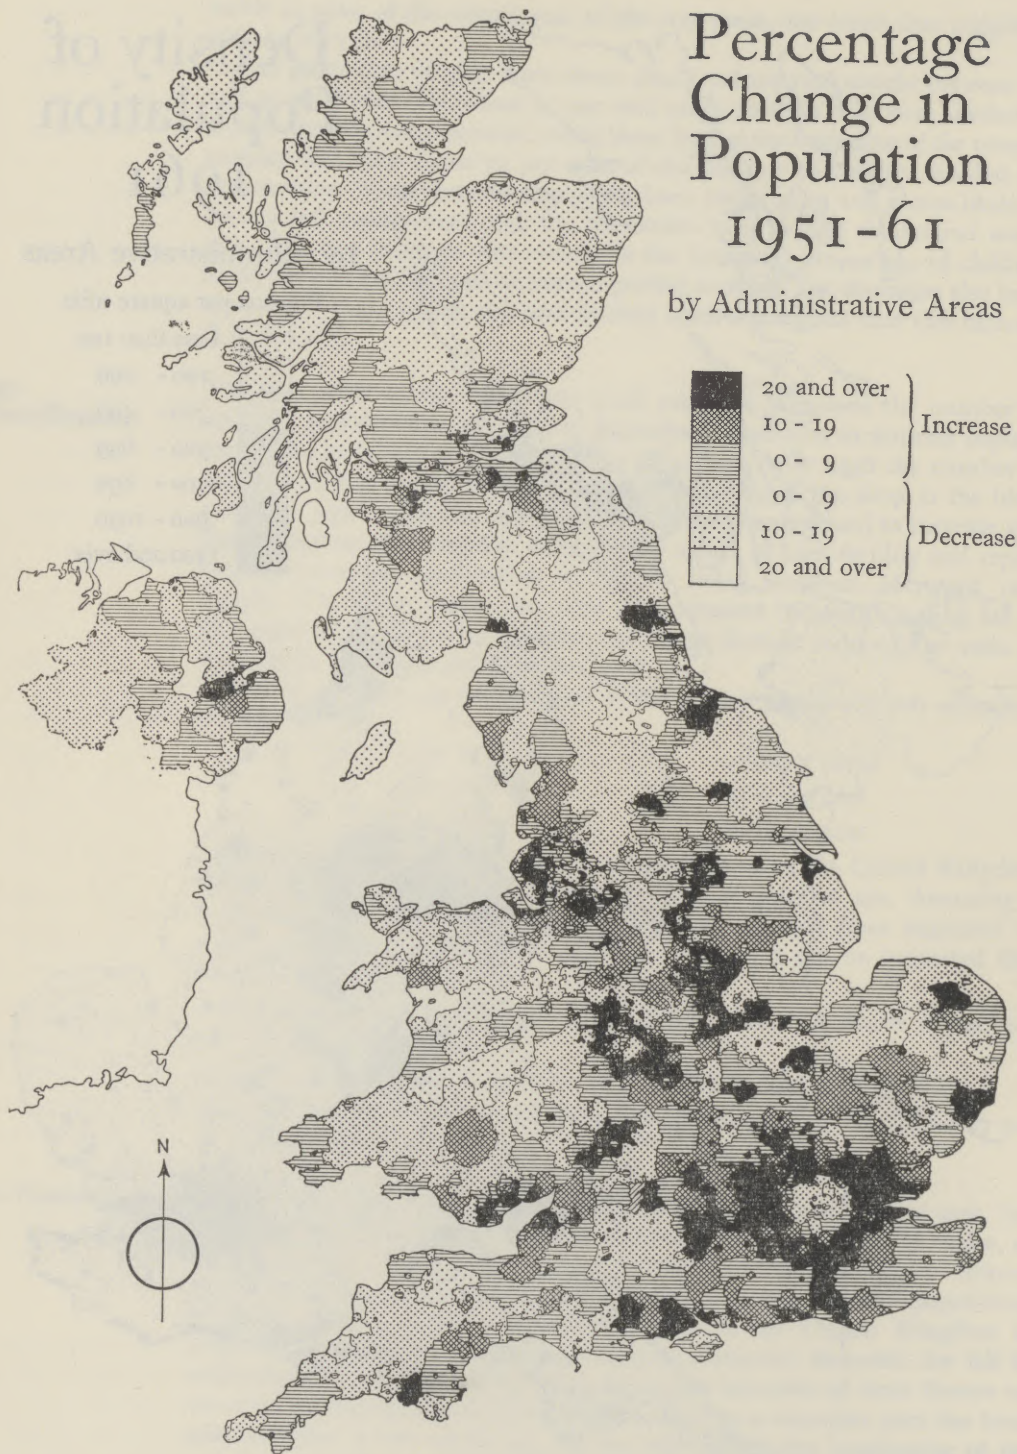 Percentage
Change in
Population
1951-61
by Administrative Areas
20 and over
10 - 19
0 - 9
Increase
0 - 9
10 - 19
20 and over
Decrease
N